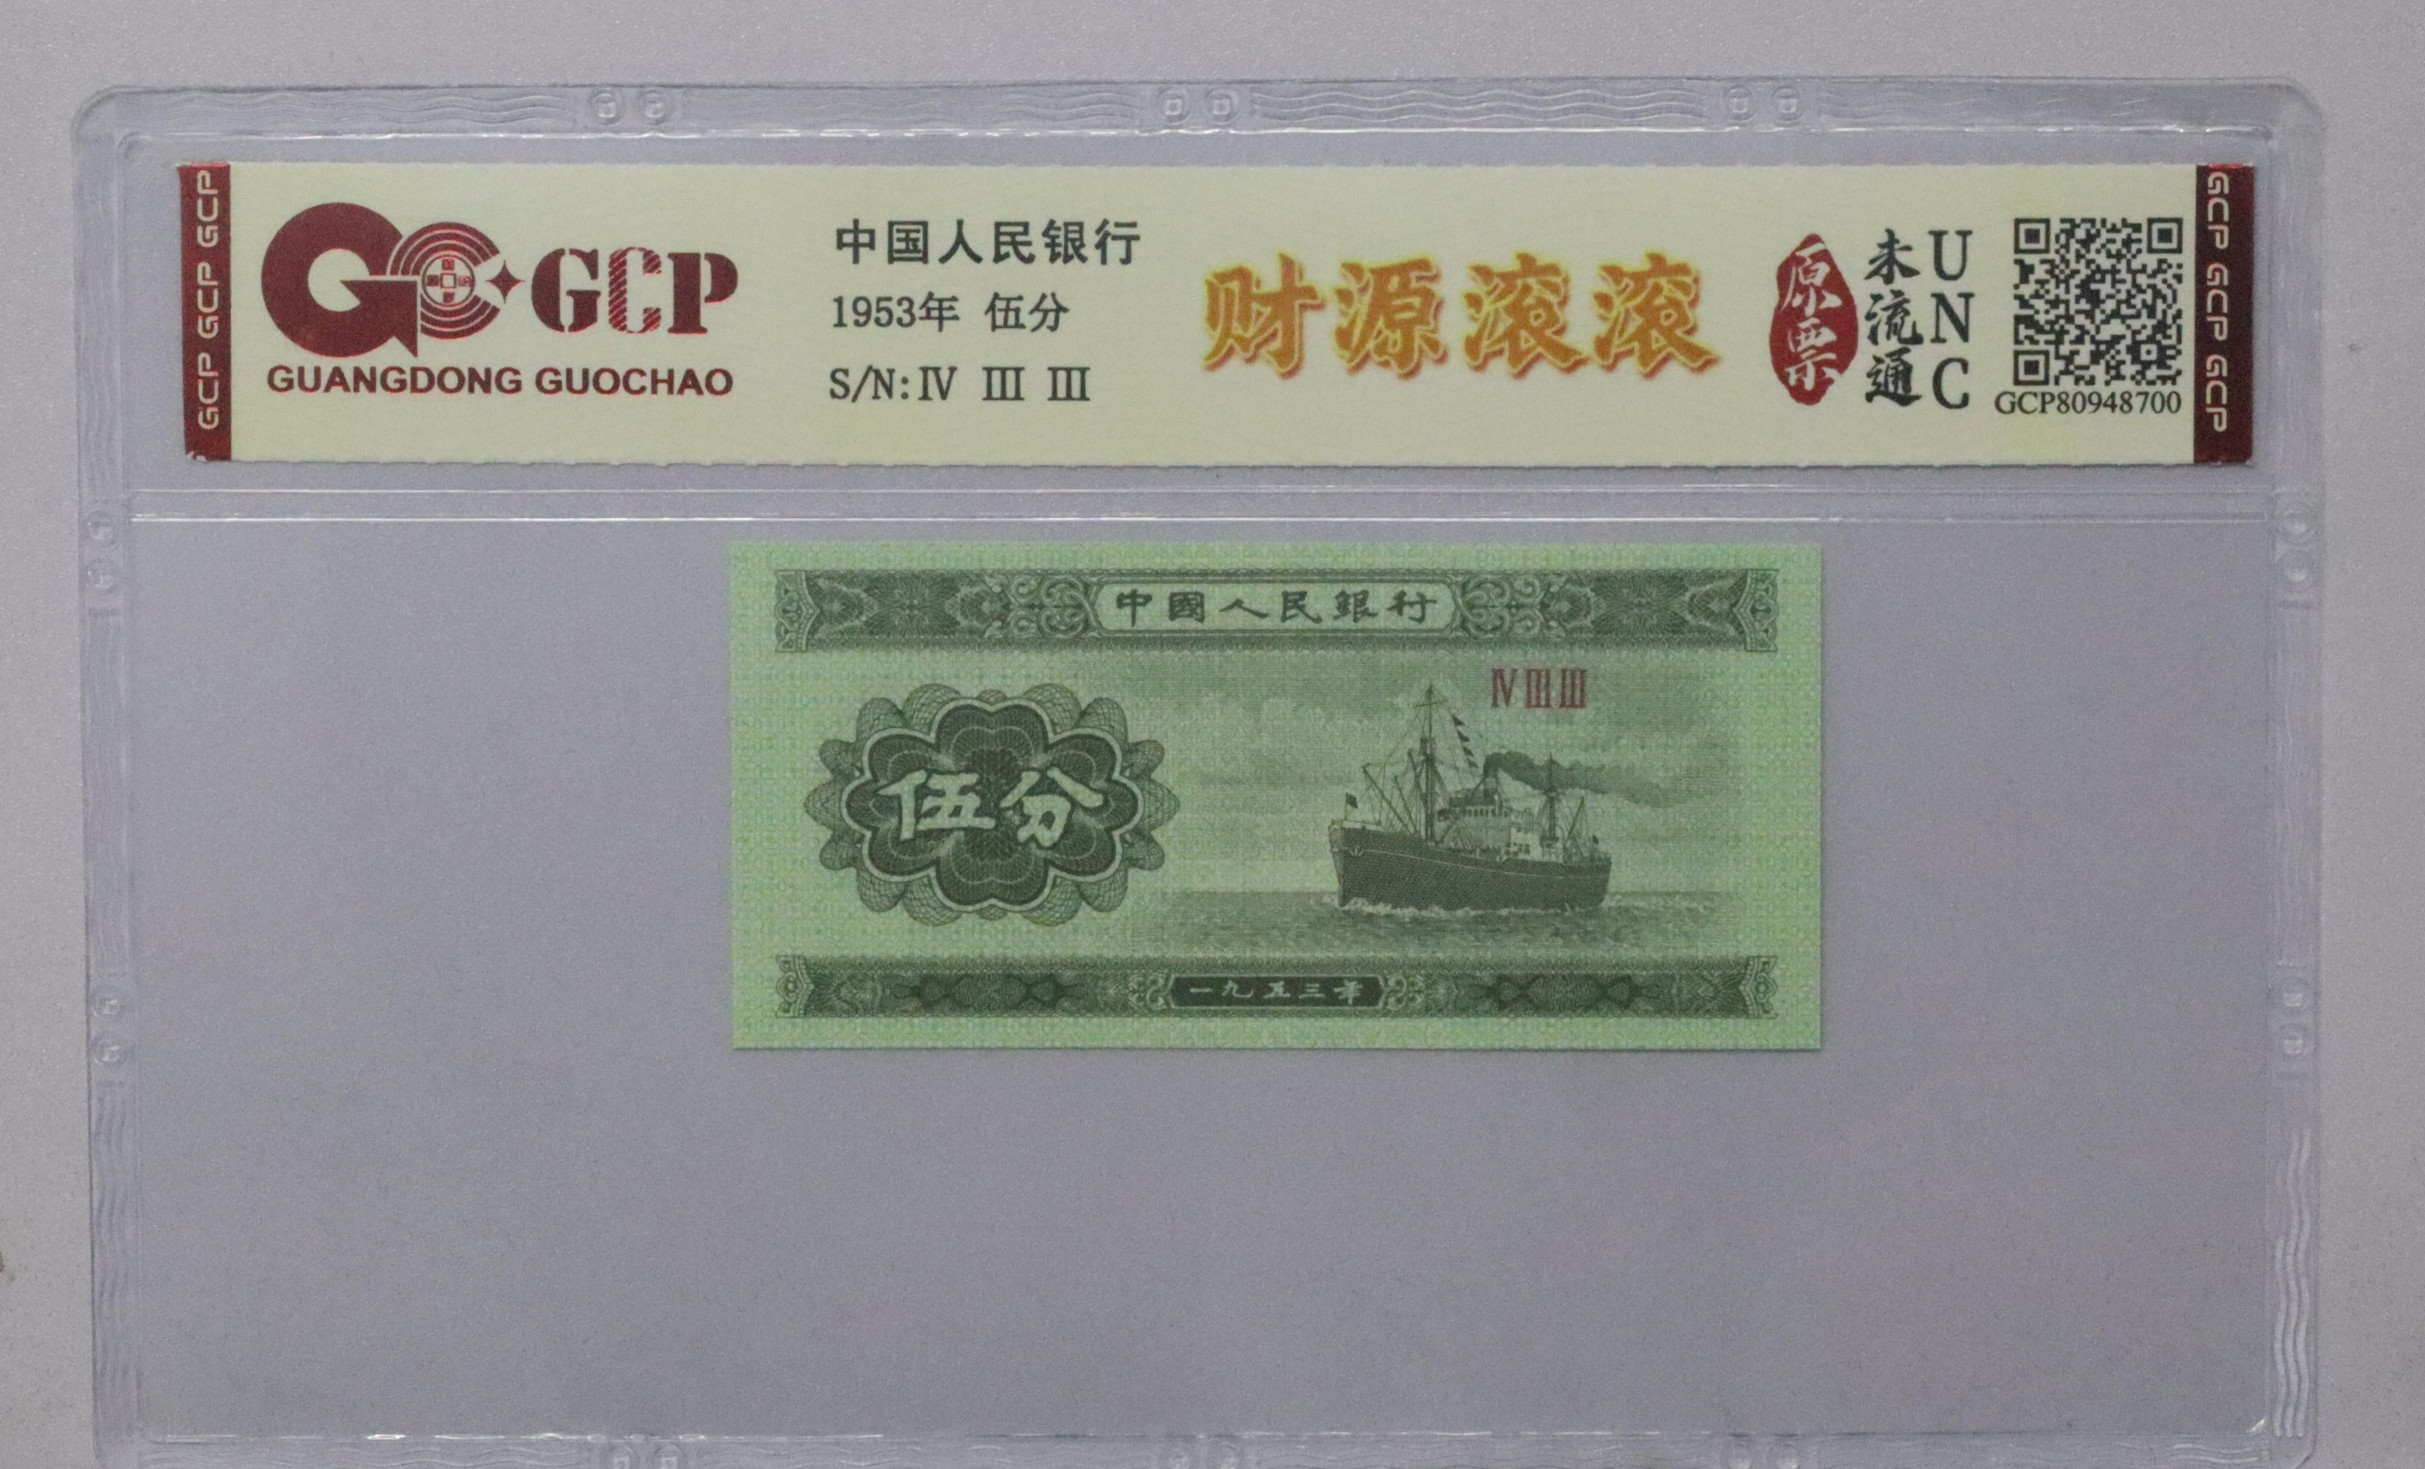 GCP GCP GCP
GCP
GUANGDONG GUOCHAO
中国人民银行
1953年 伍分
S/N: Ⅳ Ⅲ Ⅲ
财源滚滚
原票
未流通
UNC
GCP80948700
GCP GCP GCP
中國人民銀行
ⅣⅢⅢ
伍分
一九五三年